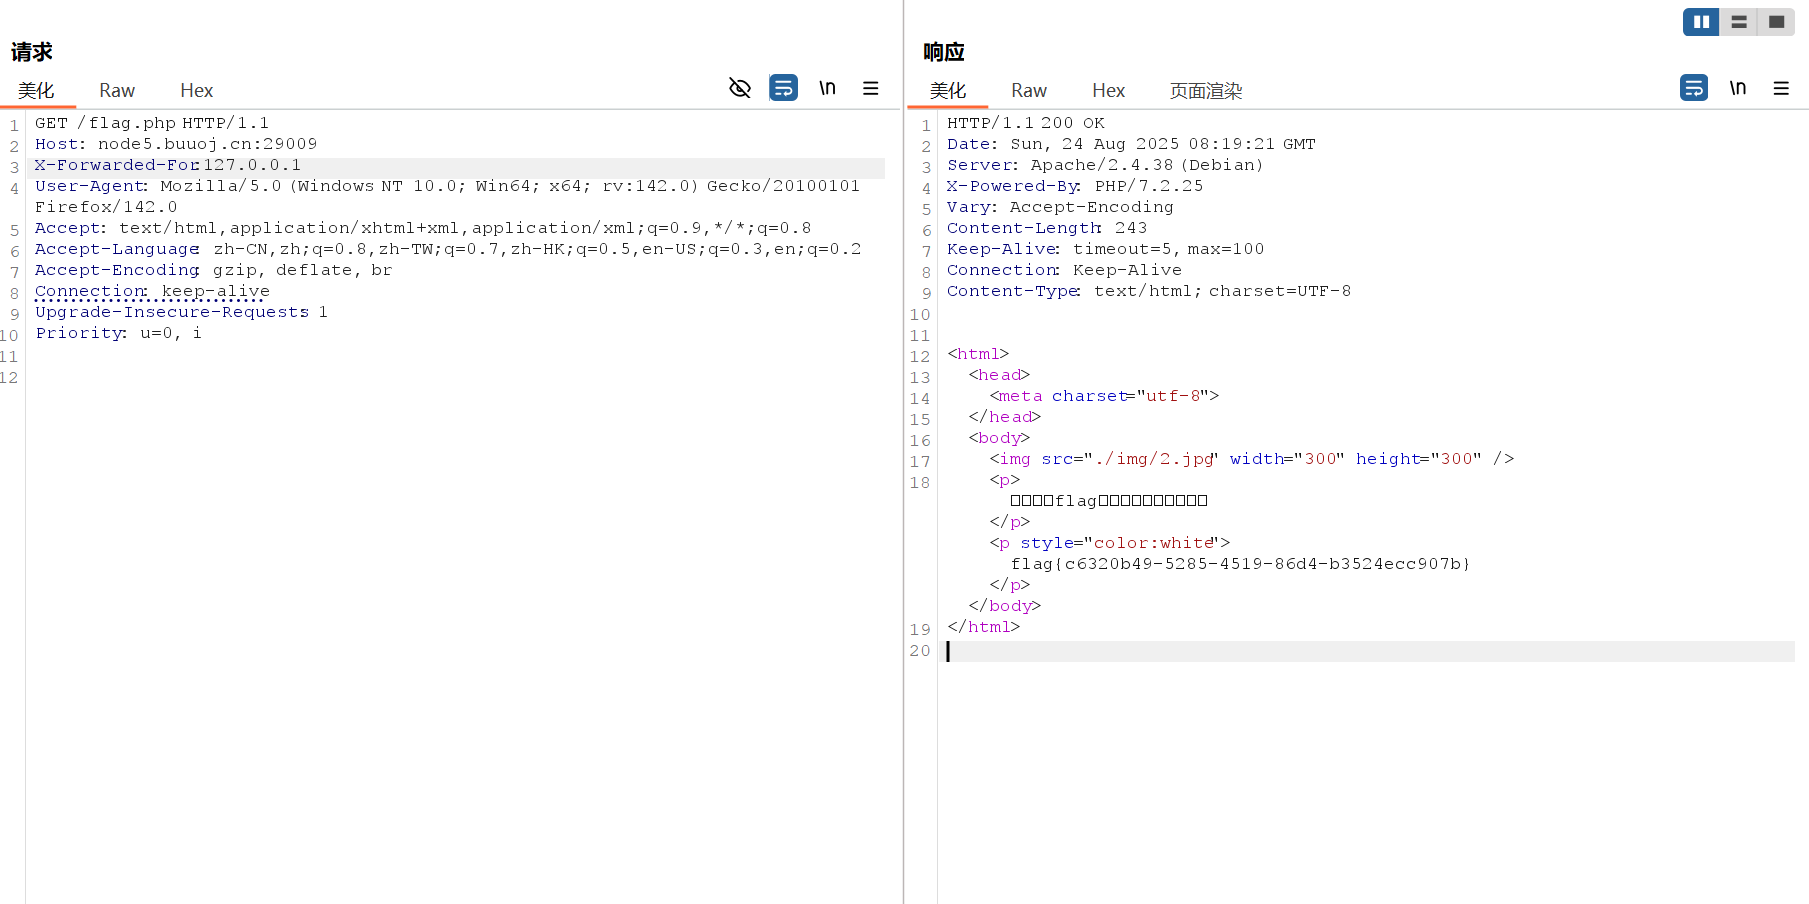 请求
美化 Raw Hex \n
1 GET /flag.php HTTP/1.1
2 Host: node5.buuoj.cn:29009
3 X-Forwarded-For:127.0.0.1
4 User-Agent: Mozilla/5.0 (Windows NT 10.0; Win64; x64; rv:142.0) Gecko/20100101
Firefox/142.0
5 Accept: text/html,application/xhtml+xml,application/xml;q=0.9,*/*;q=0.8
6 Accept-Language: zh-CN,zh;q=0.8,zh-TW;q=0.7,zh-HK;q=0.5,en-US;q=0.3,en;q=0.2
7 Accept-Encoding: gzip, deflate, br
8 Connection: keep-alive
9 Upgrade-Insecure-Requests: 1
10 Priority: u=0, i
11
12
响应
美化 Raw Hex 页面渲染 \n
1 HTTP/1.1 200 OK
2 Date: Sun, 24 Aug 2025 08:19:21 GMT
3 Server: Apache/2.4.38 (Debian)
4 X-Powered-By: PHP/7.2.25
5 Vary: Accept-Encoding
6 Content-Length: 243
7 Keep-Alive: timeout=5, max=100
8 Connection: Keep-Alive
9 Content-Type: text/html; charset=UTF-8
10
11
12 <html>
13 <head>
14 <meta charset="utf-8">
15 </head>
16 <body>
17 <img src="./img/2.jpg" width="300" height="300" />
18 <p>
□□□□flag□□□□□□□□□□
</p>
<p style="color:white">
flag{c6320b49-5285-4519-86d4-b3524ecc907b}
</p>
</body>
19 </html>
20